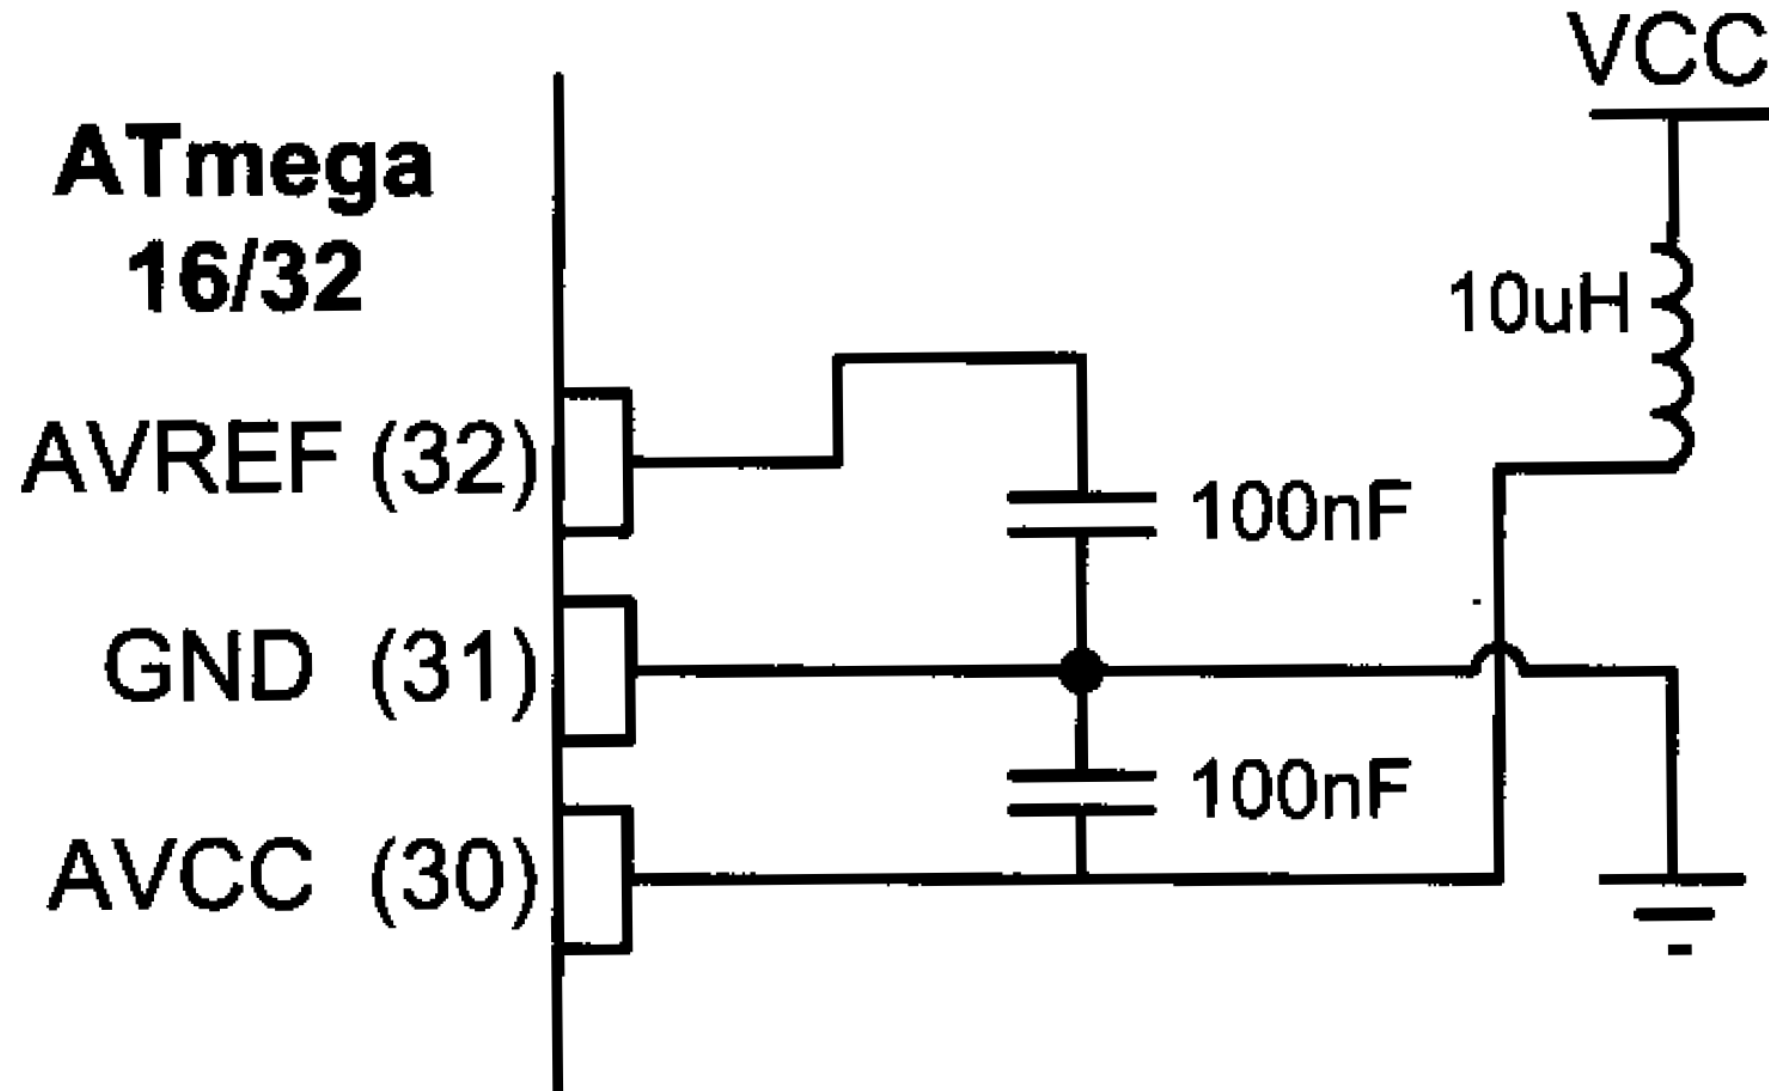 VCC
ATmega
16/32
10uH
AVREF (32)
100nF
GND (31)
100nF
AVCC (30)